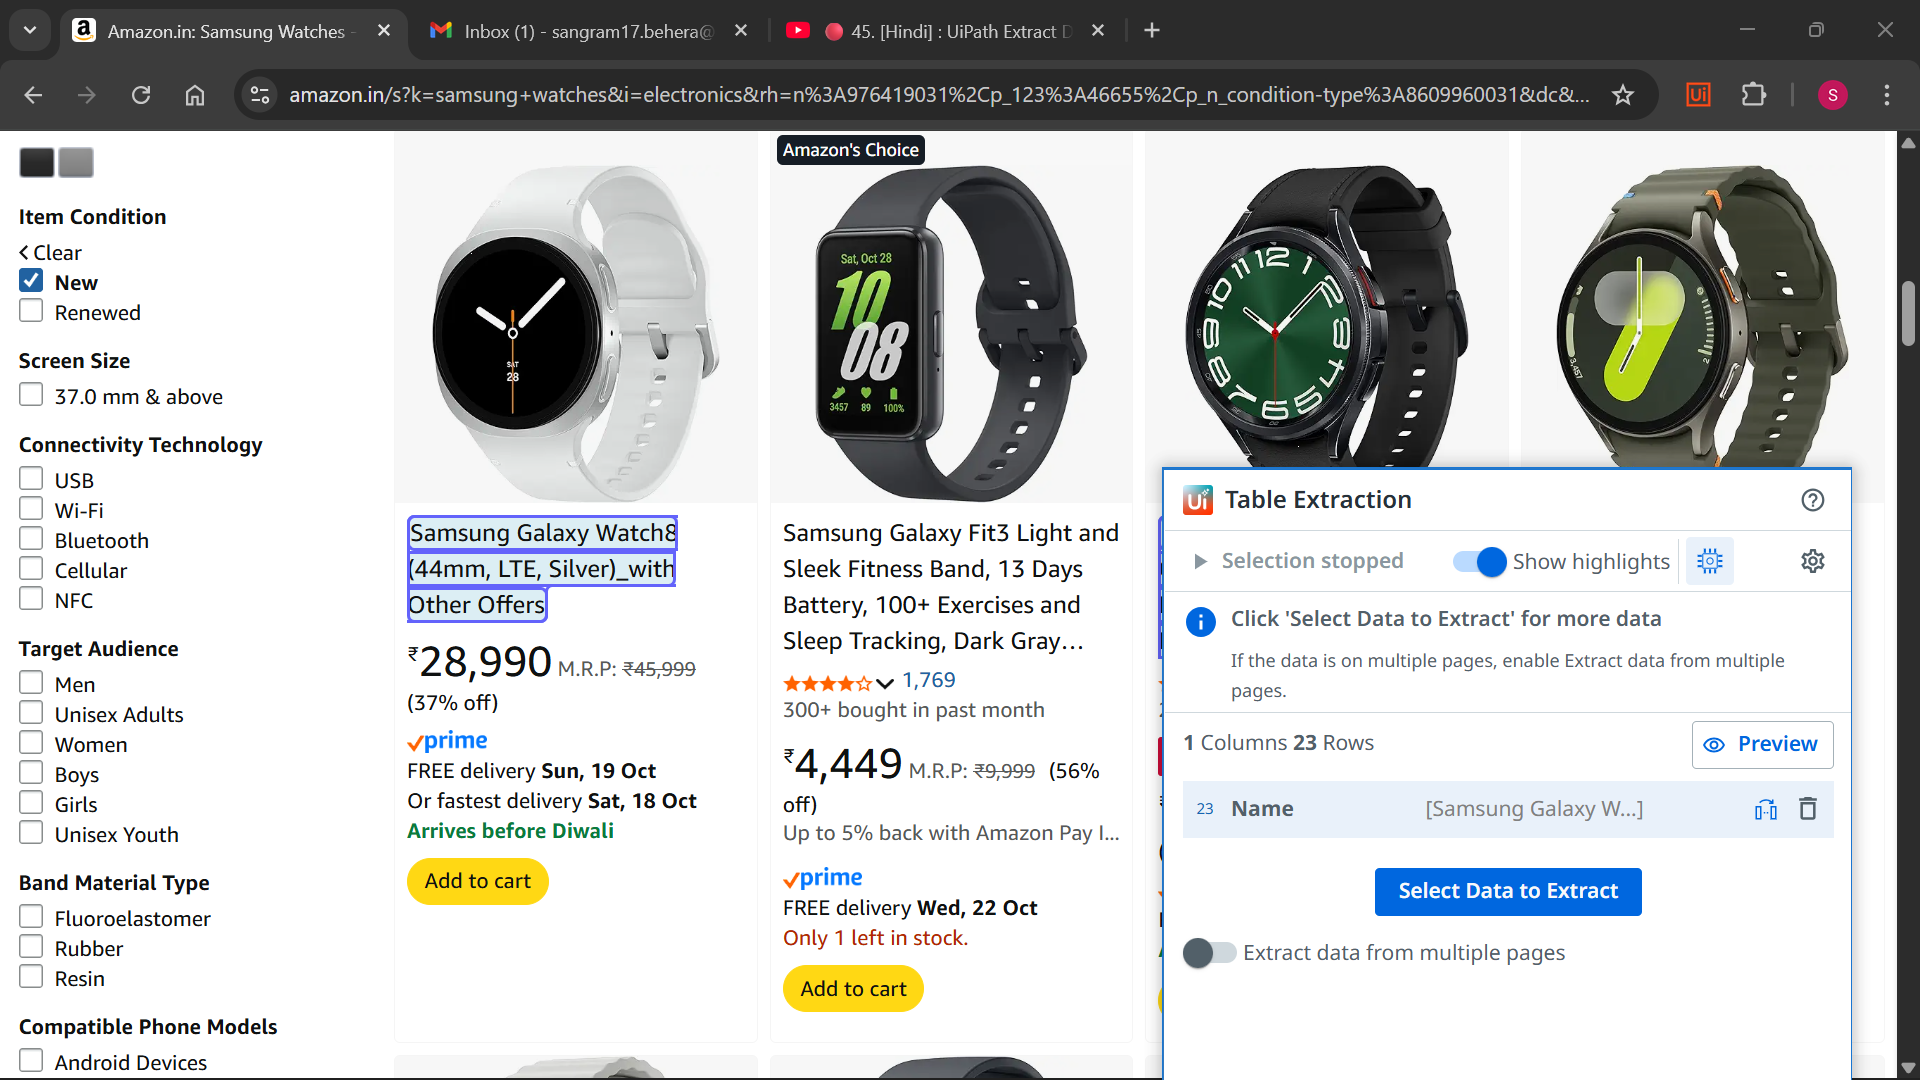 Amazon.in: Samsung Watches -
Inbox (1) - sangram17.behera@
45. [Hindi] : UiPath Extract D
amazon.in/s?k=samsung+watches&i=electronics&rh=n%3A976419031%2Cp_123%3A46655%2Cp_n_condition-type%3A8609960031&dc&...
S
Item Condition
Clear
New
Renewed
Screen Size
37.0 mm & above
Connectivity Technology
USB
Wi-Fi
Bluetooth
Cellular
NFC
Target Audience
Men
Unisex Adults
Women
Boys
Girls
Unisex Youth
Band Material Type
Fluoroelastomer
Rubber
Resin
Compatible Phone Models
Android Devices
SAT
28
Samsung Galaxy Watch8
(44mm, LTE, Silver)_with
Other Offers
₹28,990 M.R.P: ₹45,999
(37% off)
prime
FREE delivery Sun, 19 Oct
Or fastest delivery Sat, 18 Oct
Arrives before Diwali
Add to cart
Amazon's Choice
Sat, Oct 28
10
08
3457 89 100%
Samsung Galaxy Fit3 Light and
Sleek Fitness Band, 13 Days
Battery, 100+ Exercises and
Sleep Tracking, Dark Gray...
1,769
300+ bought in past month
₹4,449 M.R.P: ₹9,999 (56%
off)
Up to 5% back with Amazon Pay I...
prime
FREE delivery Wed, 22 Oct
Only 1 left in stock.
Add to cart
Ui Table Extraction
Selection stopped
Show highlights
Click 'Select Data to Extract' for more data
If the data is on multiple pages, enable Extract data from multiple
pages.
1 Columns 23 Rows
Preview
23 Name [Samsung Galaxy W...]
Select Data to Extract
Extract data from multiple pages